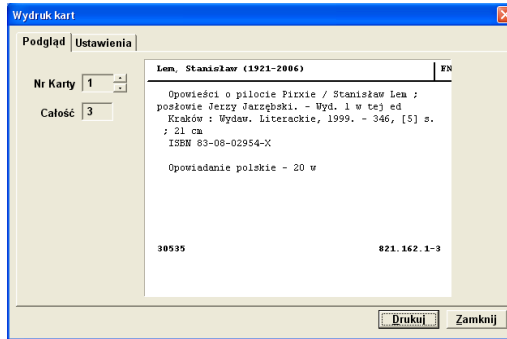 Wydruk kart
Podgląd Ustawienia
Nr Karty 1
Całość 3
Lem, Stanisław (1921-2006) FN
Opowieści o pilocie Pirxie / Stanisław Lem ;
posłowie Jerzy Jarzębski. - Wyd. 1 w tej ed
Kraków : Wydaw. Literackie, 1999. - 346, [5] s.
; 21 cm
ISBN 83-08-02954-X
Opowiadanie polskie - 20 w
30535 821.162.1-3
Drukuj Zamknij